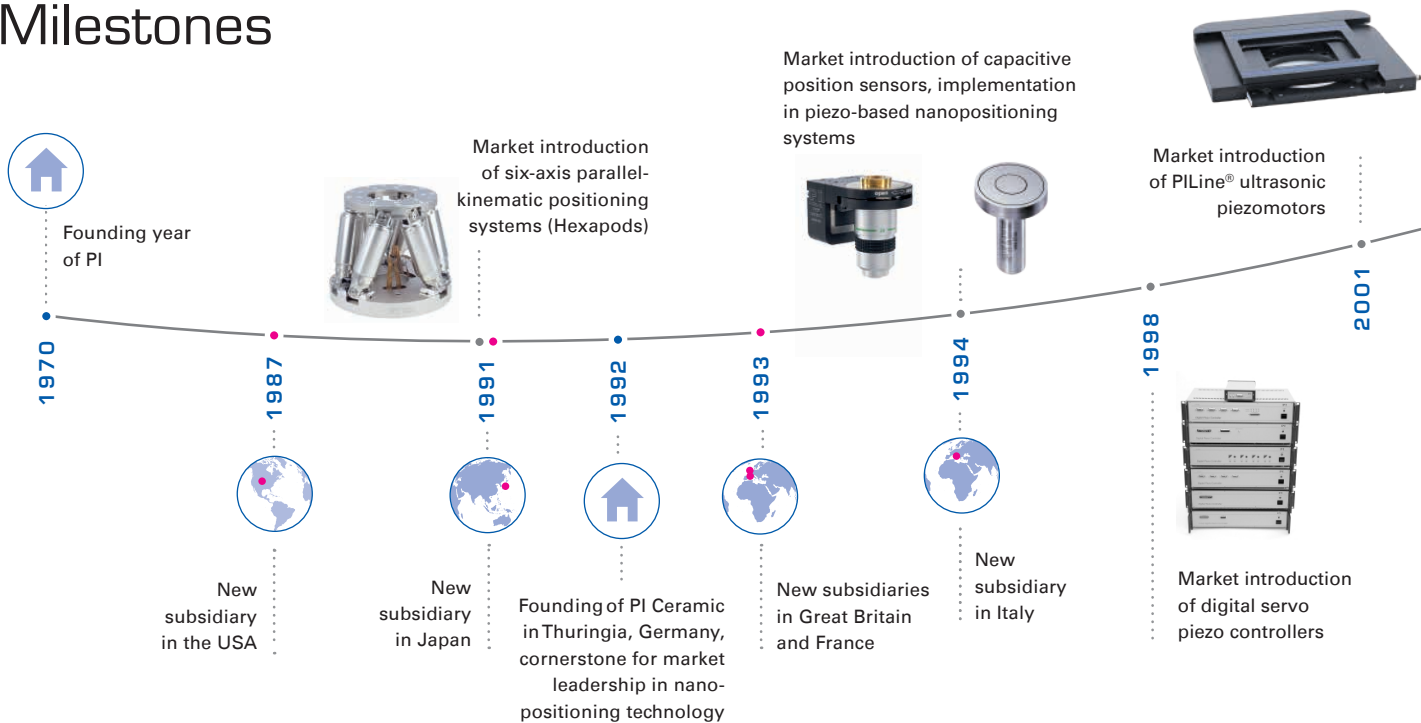 Milestones
Founding year
of PI
Market introduction
of six-axis parallel-
kinematic positioning
systems (Hexapods)
Market introduction of capacitive
position sensors, implementation
in piezo-based nanopositioning
systems
Market introduction
of PILine® ultrasonic
piezomotors
1970
1987
1991
1992
1993
1994
1998
2001
New
subsidiary
in the USA
New
subsidiary
in Japan
Founding of PI Ceramic
in Thuringia, Germany,
cornerstone for market
leadership in nano-
positioning technology
New subsidiaries
in Great Britain
and France
New
subsidiary
in Italy
Market introduction
of digital servo
piezo controllers